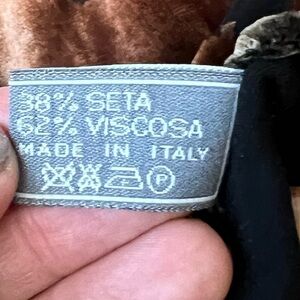 38% SETA
62% VISCOSA
MADE IN ITALY
P